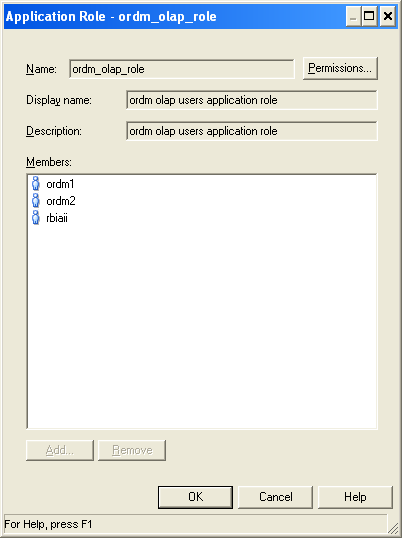 Application Role - ordm_olap_role
Name: ordm_olap_role Permissions...
Display name: ordm olap users application role
Description: ordm olap users application role
Members:
ordm1
ordm2
rbiaii
Add... Remove
OK Cancel Help
For Help, press F1